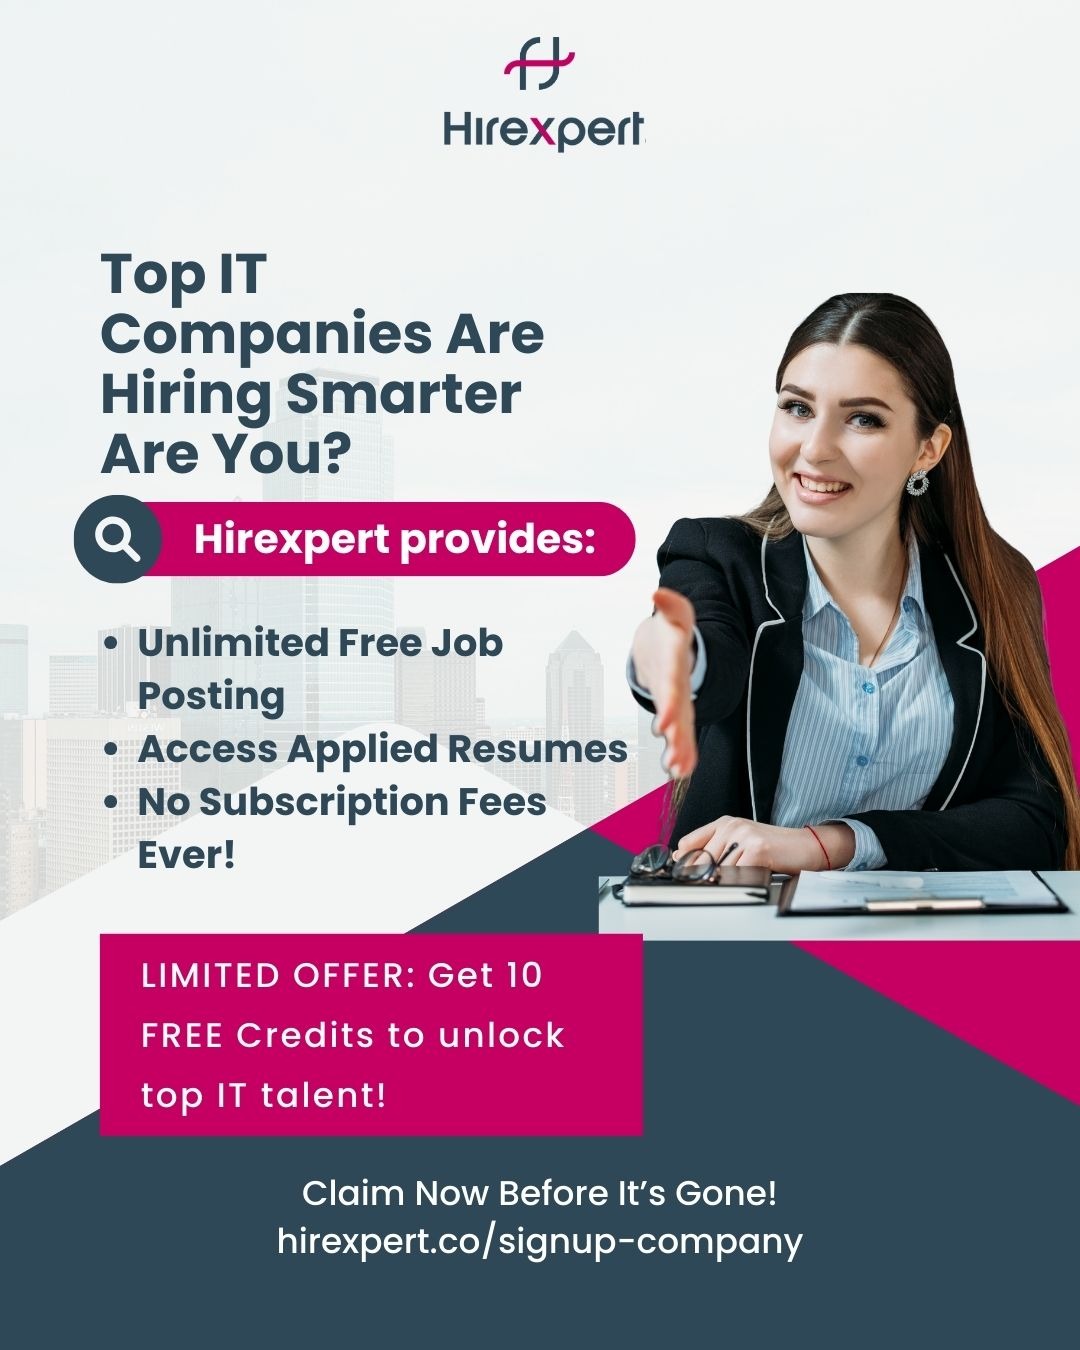 Hirexpert
Top IT
Companies Are
Hiring Smarter
Are You?
Hirexpert provides:
• Unlimited Free Job
Posting
• Access Applied Resumes
• No Subscription Fees
Ever!
LIMITED OFFER: Get 10
FREE Credits to unlock
top IT talent!
Claim Now Before It’s Gone!
hirexpert.co/signup-company